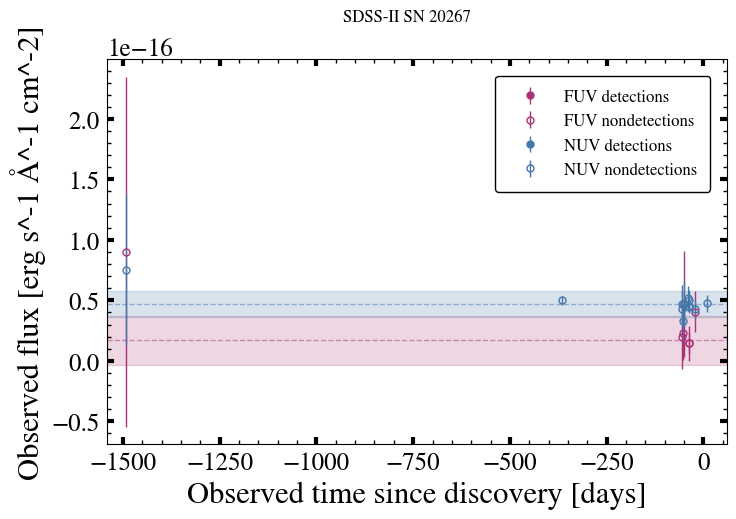 SDSS-II SN 20267
1e−16
Observed flux [erg s^-1 Å^-1 cm^-2]
2.0
1.5
1.0
0.5
0.0
−0.5
FUV detections
FUV nondetections
NUV detections
NUV nondetections
−1500 −1250 −1000 −750 −500 −250 0
Observed time since discovery [days]